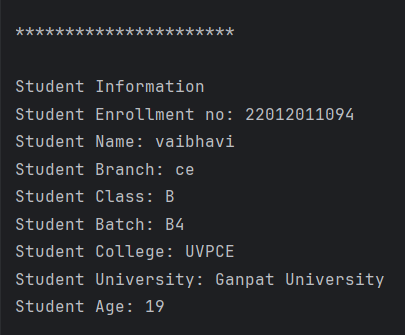 **********************
Student Information
Student Enrollment no: 22012011094
Student Name: vaibhavi
Student Branch: ce
Student Class: B
Student Batch: B4
Student College: UVPCE
Student University: Ganpat University
Student Age: 19